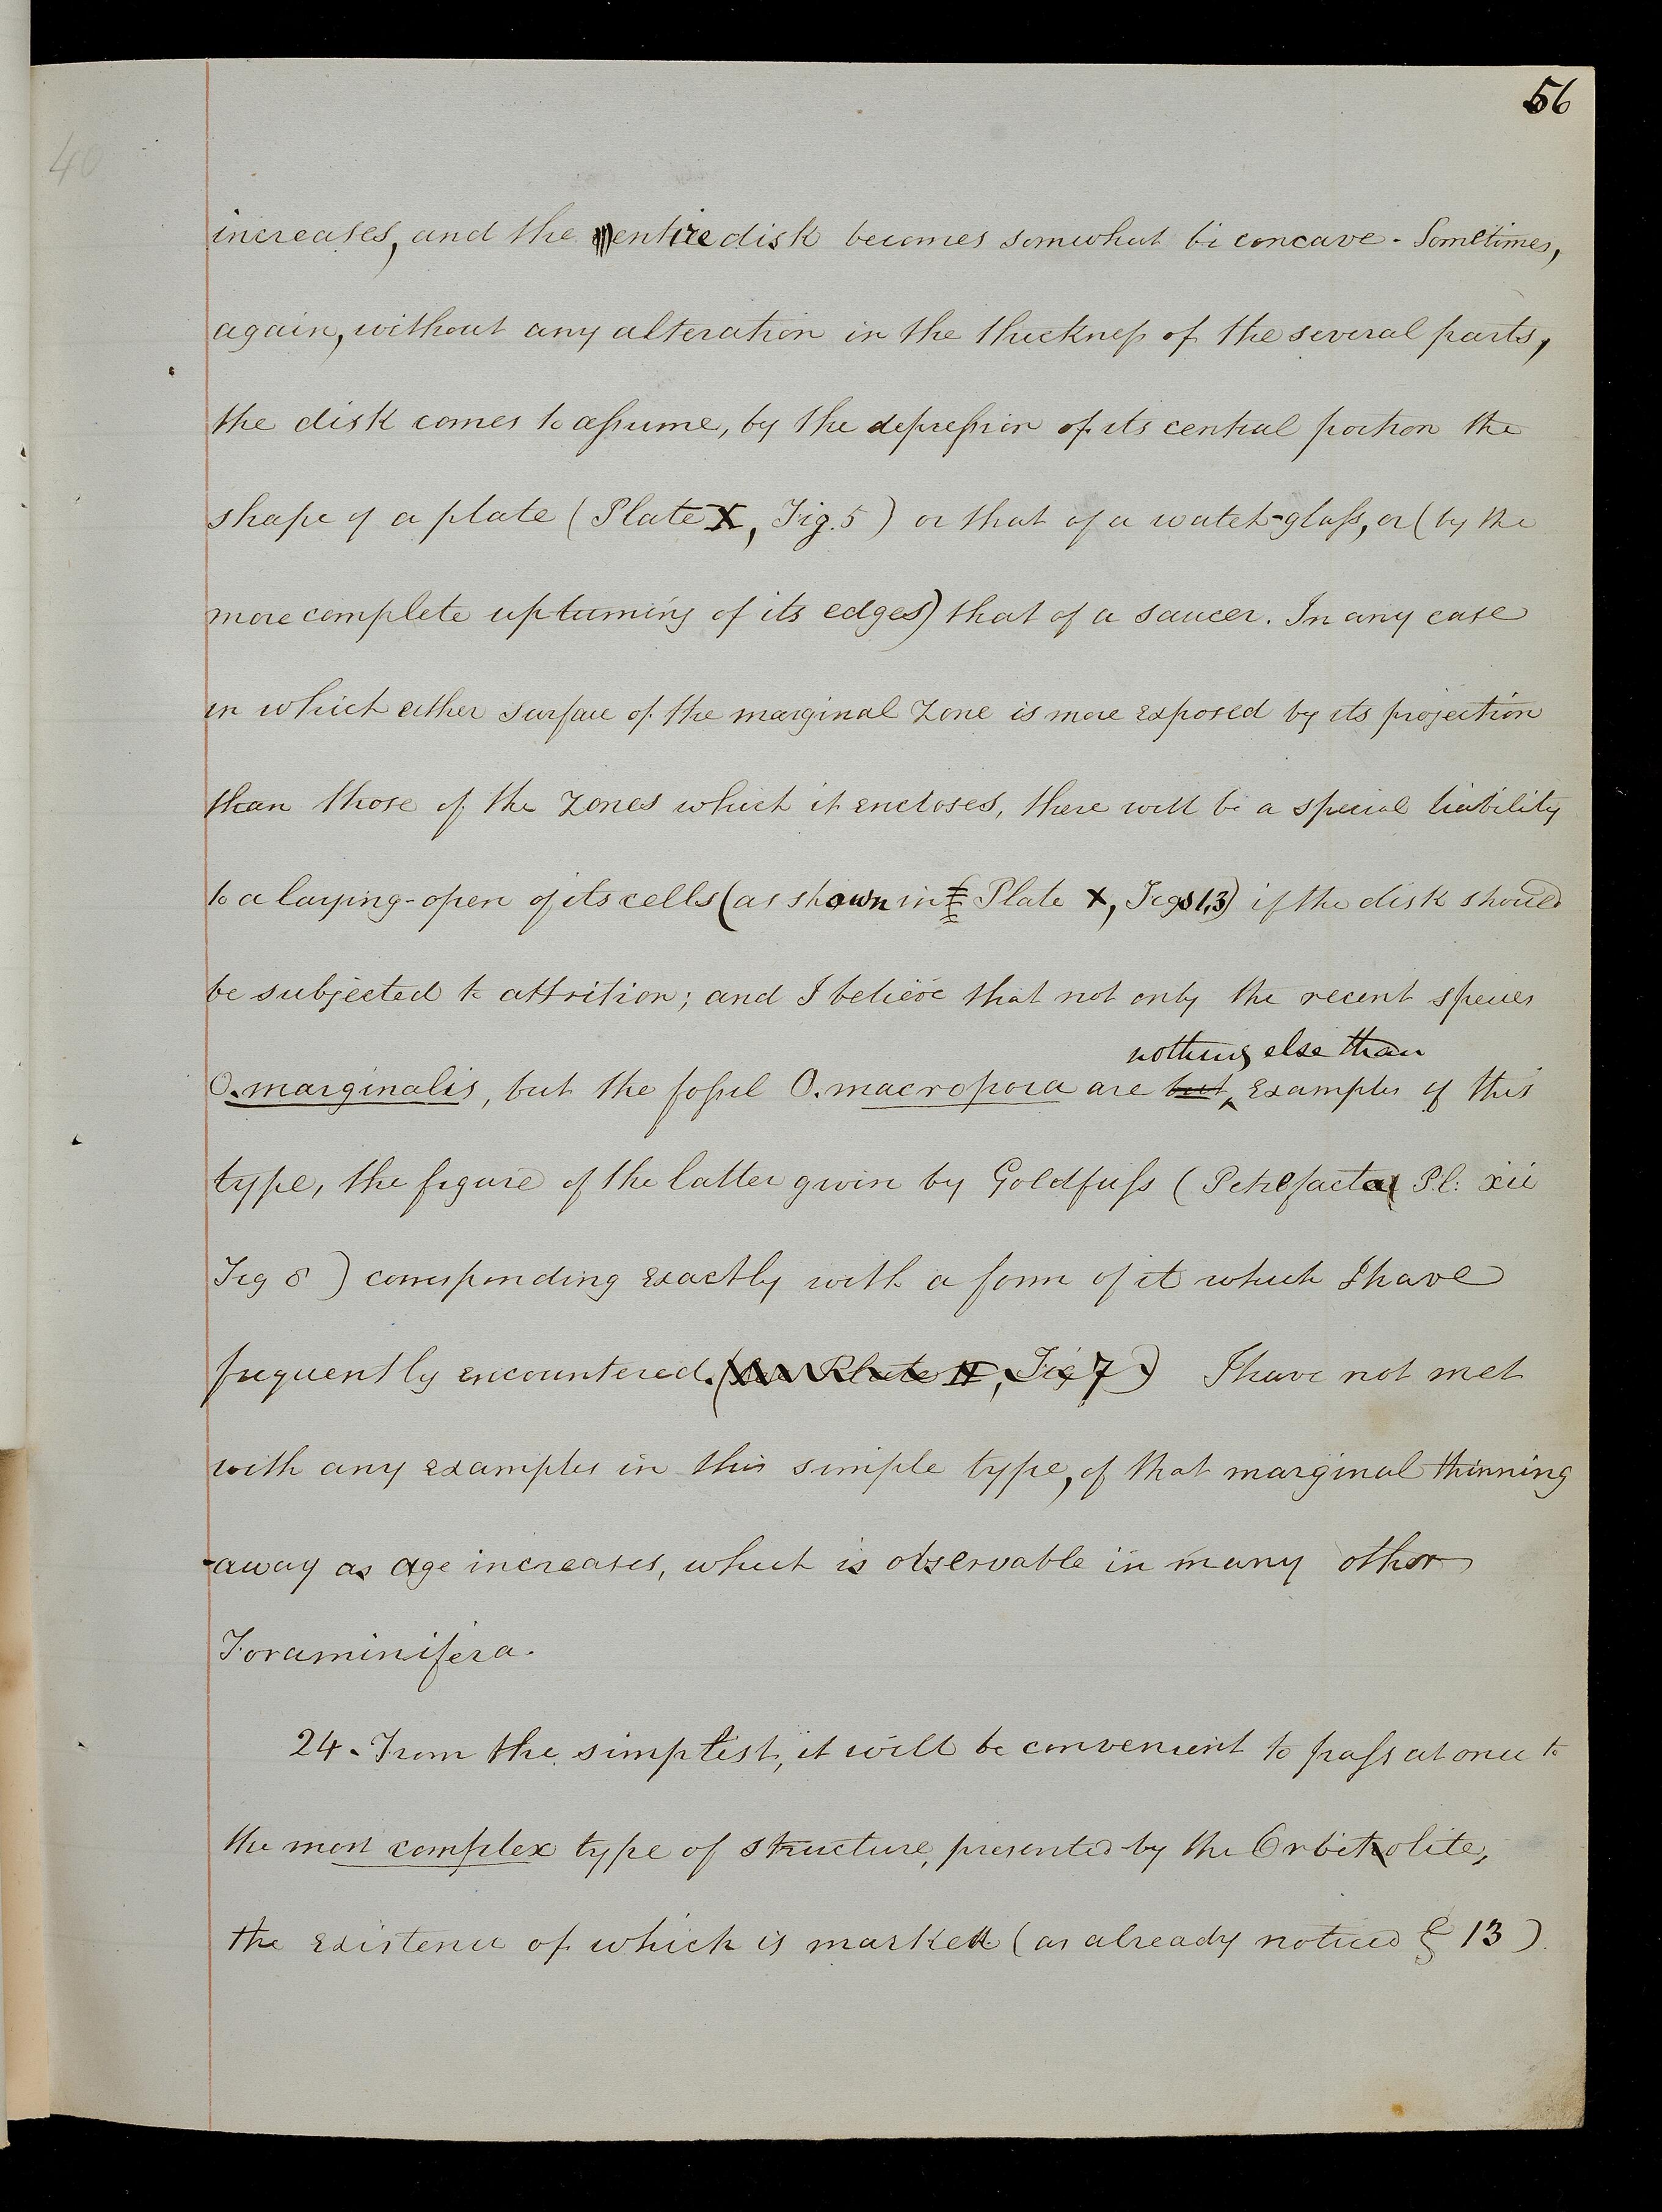 56
40
increases, and the entire disk becomes somwhat bi concave. Sometimes,
again, without any alteration in the thickneſs of the several parts,
the disk comes to aſsume, by the depreſsion of its central portion the
shape of a plate (Plate X, Fig. 5) or that of a watch-glaſs, or (by the
more complete upturning of its edges) that of a saucer. In any case
in which either surface of the marginal zone is more exposed by its projection
than those of the zones which it encloses, there will be a special liability
to a laying-open of its cells (as shown in Plate X, Figs 1,3) if the disk should
be subjected to attrition; and I believe that not only the recent species
nothing else than
O. marginalis, but the foſsil O. macropora are but examples of this
type, the figure of the latter given by Goldfuſs (Petrefacta Pl: xii
Fig 8) corresponding exactly with a form of it which I have
frequently encountered. (see Plate II, Fig 7) I have not met
with any examples in this simple type, of that marginal thinning
-away as age increases, which is observable in many other
Foraminifera.
24. From the simplest, it will be convenient to paſs at once to
the most complex type of structure, presented by the Orbitolite,
the existence of which is marked (as already noticed § 13)